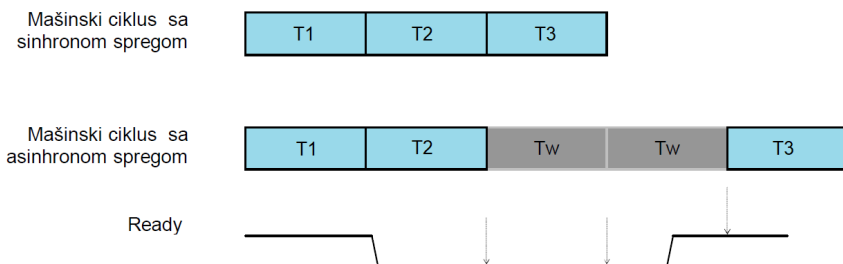 Mašinski ciklus sa
sinhronom spregom
T1 T2 T3
Mašinski ciklus sa
asinhronom spregom
T1 T2 Tw Tw T3
Ready